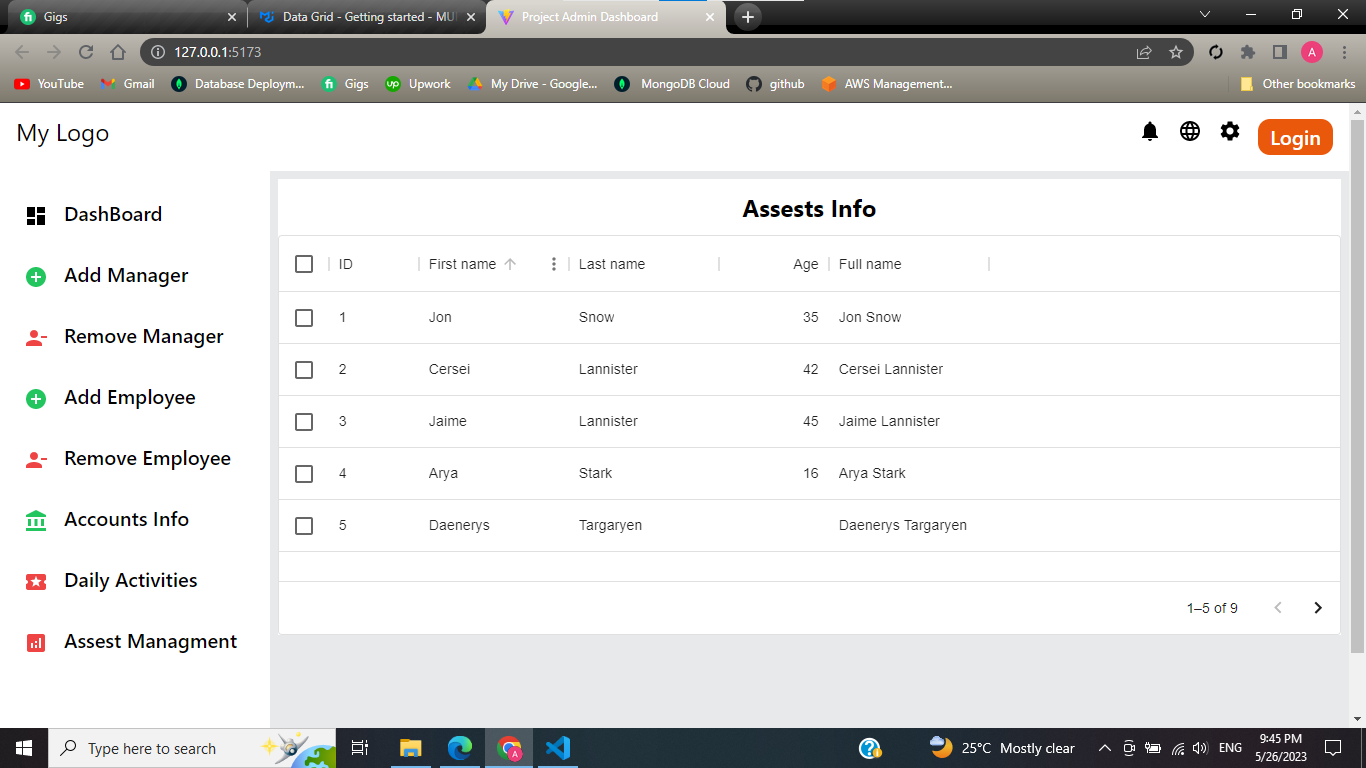 Gigs
Data Grid - Getting started - MUI
Project Admin Dashboard
127.0.0.1:5173
A
YouTube
Gmail
Database Deploym...
Gigs
Upwork
My Drive - Google...
MongoDB Cloud
github
AWS Management...
Other bookmarks
My Logo
Login
DashBoard
Add Manager
Remove Manager
Add Employee
Remove Employee
Accounts Info
Daily Activities
Assest Managment
Assests Info
ID First name Last name Age Full name
1 Jon Snow 35 Jon Snow
2 Cersei Lannister 42 Cersei Lannister
3 Jaime Lannister 45 Jaime Lannister
4 Arya Stark 16 Arya Stark
5 Daenerys Targaryen Daenerys Targaryen
1–5 of 9
Type here to search
25°C Mostly clear
ENG
9:45 PM
5/26/2023